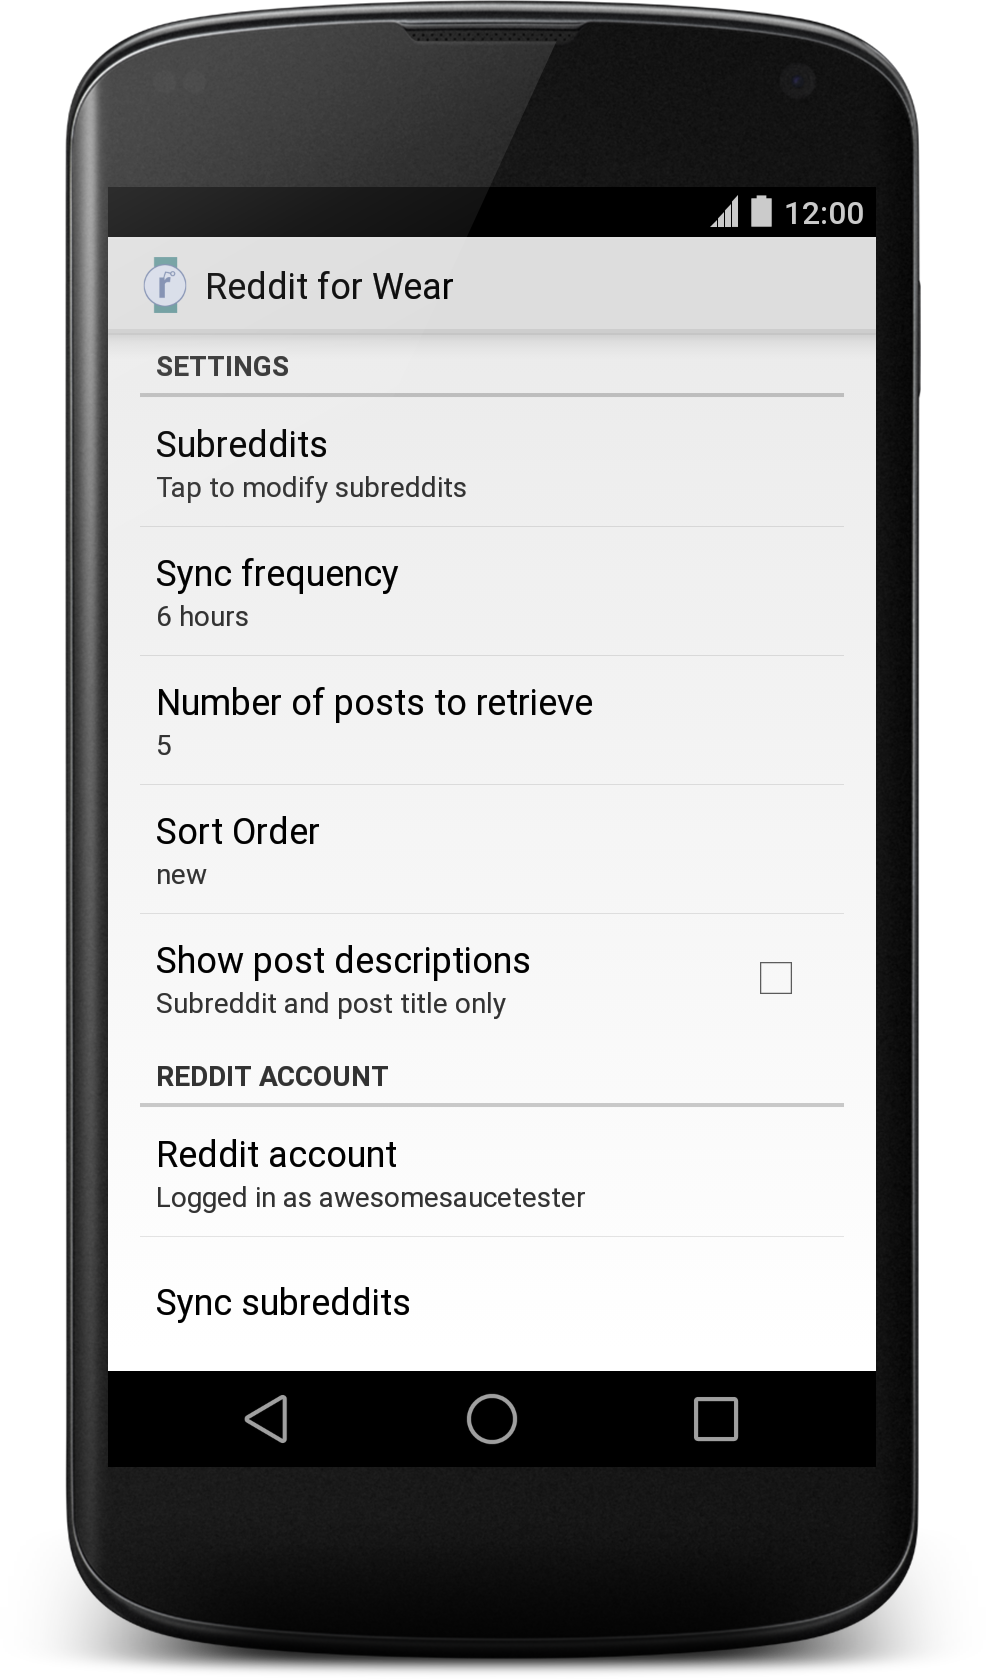 12:00
Reddit for Wear
SETTINGS
Subreddits
Tap to modify subreddits
Sync frequency
6 hours
Number of posts to retrieve
5
Sort Order
new
Show post descriptions
Subreddit and post title only
REDDIT ACCOUNT
Reddit account
Logged in as awesomesaucetester
Sync subreddits